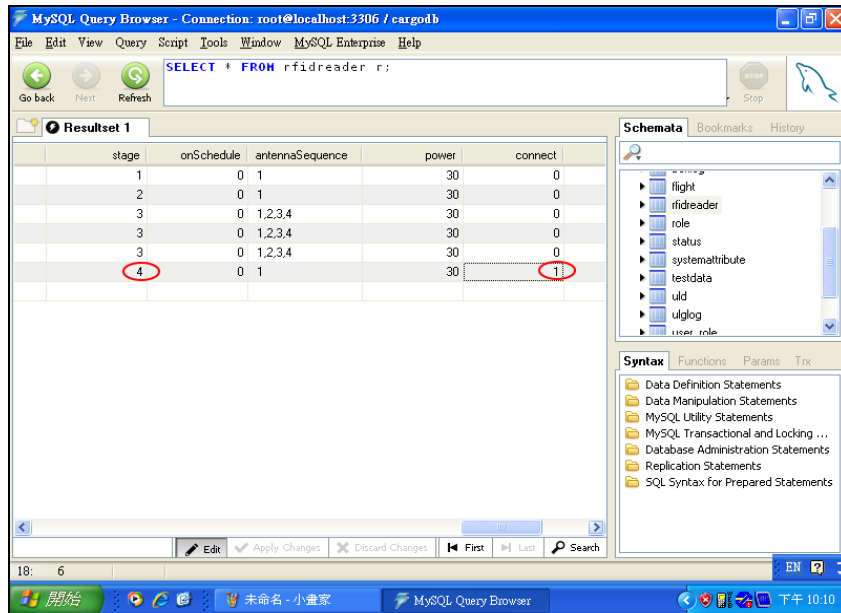 MySQL Query Browser - Connection: root@localhost:3306 / cargodb
File Edit View Query Script Tools Window MySQL Enterprise Help
SELECT * FROM rfidreader r;
Go back Next Refresh
STOP
Stop
Resultset 1
stage onSchedule antennaSequence power connect
1 0 1 30 0
2 0 1 30 0
3 0 1,2,3,4 30 0
3 0 1,2,3,4 30 0
3 0 1,2,3,4 30 0
4 0 1 30 1
Schemata Bookmarks History
flight
rfidreader
role
status
systemattribute
testdata
uld
ulglog
user_role
Syntax Functions Params Trx
Data Definition Statements
Data Manipulation Statements
MySQL Utility Statements
MySQL Transactional and Locking ...
Database Administration Statements
Replication Statements
SQL Syntax for Prepared Statements
Edit Apply Changes Discard Changes First Last Search
18: 6
EN
開始 未命名 - 小畫家 MySQL Query Browser 下午 10:10